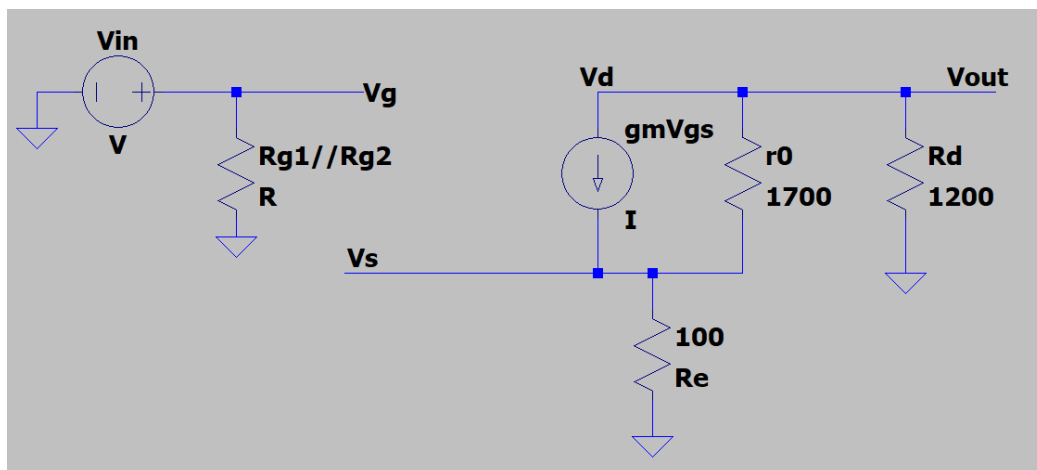 Vin
V
Vg
Rg1//Rg2
R
Vd
Vout
gmVgs
I
r0
1700
Rd
1200
Vs
100
Re